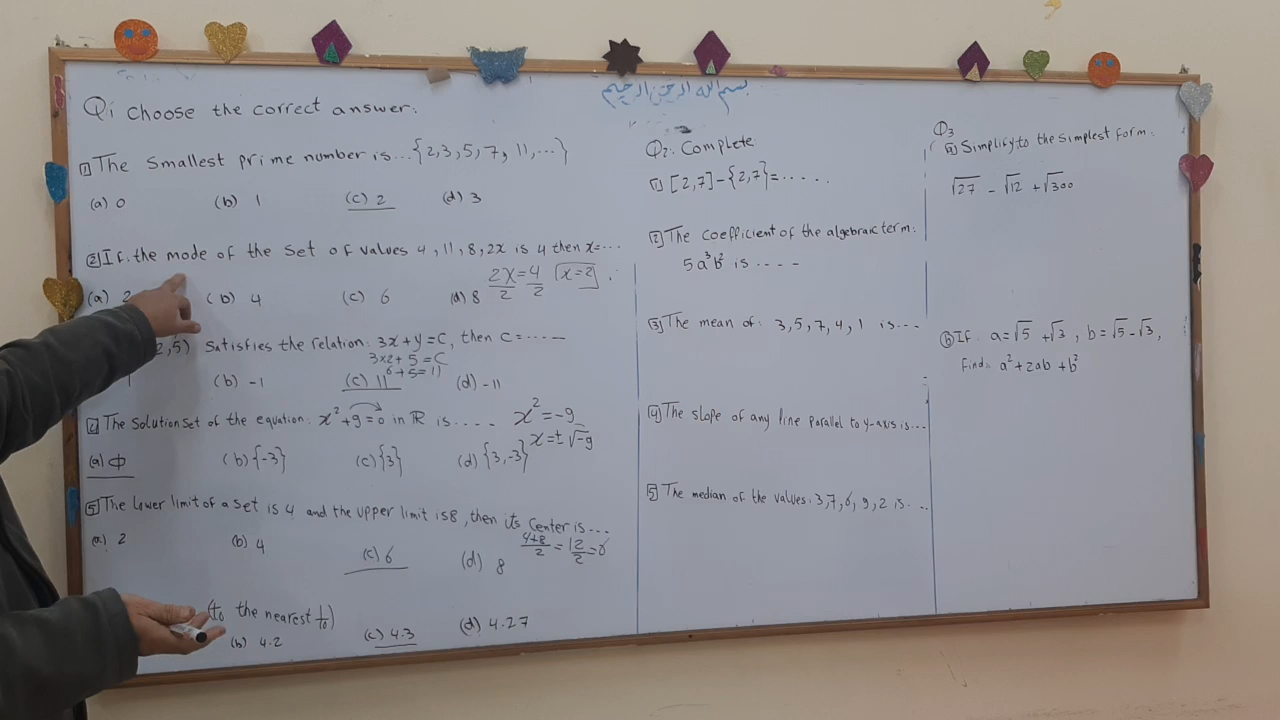 بسم الله الرحمن الرحيم
Q1 Choose the correct answer:
1 The smallest prime number is...{2,3,5,7,11,...}
(a) 0 (b) 1 (c) 2 (d) 3
2 If the mode of the set of values 4,11,8,2x is 4 then x=...
2x/2=4/2 x=2
(a) 2 (b) 4 (c) 6 (d) 8
2,5) Satisfies the relation: 3x+y=C, then C=......
3x2+5=C
6+5=11
1 (b) -1 (c) 11 (d) -11
The solution set of the equation: x²+9=0 in ℝ is.... x²=-9
x=±√-9
(a) ϕ (b) {-3} (c) {3} (d) {3,-3}
5 The lower limit of a set is 4 and the upper limit is 8, then its center is...
4+8/2=12/2=6
(a) 2 (b) 4 (c) 6 (d) 8
(to the nearest 1/10)
(b) 4.2 (c) 4.3 (d) 4.27
Q2: Complete
1) [2,7]-{2,7}=.....
2 The coefficient of the algebraic term:
5a³b² is ....
3 The mean of: 3,5,7,4,1 is...
4 The slope of any line parallel to y-axis is...
5 The median of the values: 3,7,6,9,2 is...
Q3
a) Simplify to the simplest form:
√27 - √12 + √300
b) If a=√5+√3, b=√5-√3,
find: a²+2ab+b²